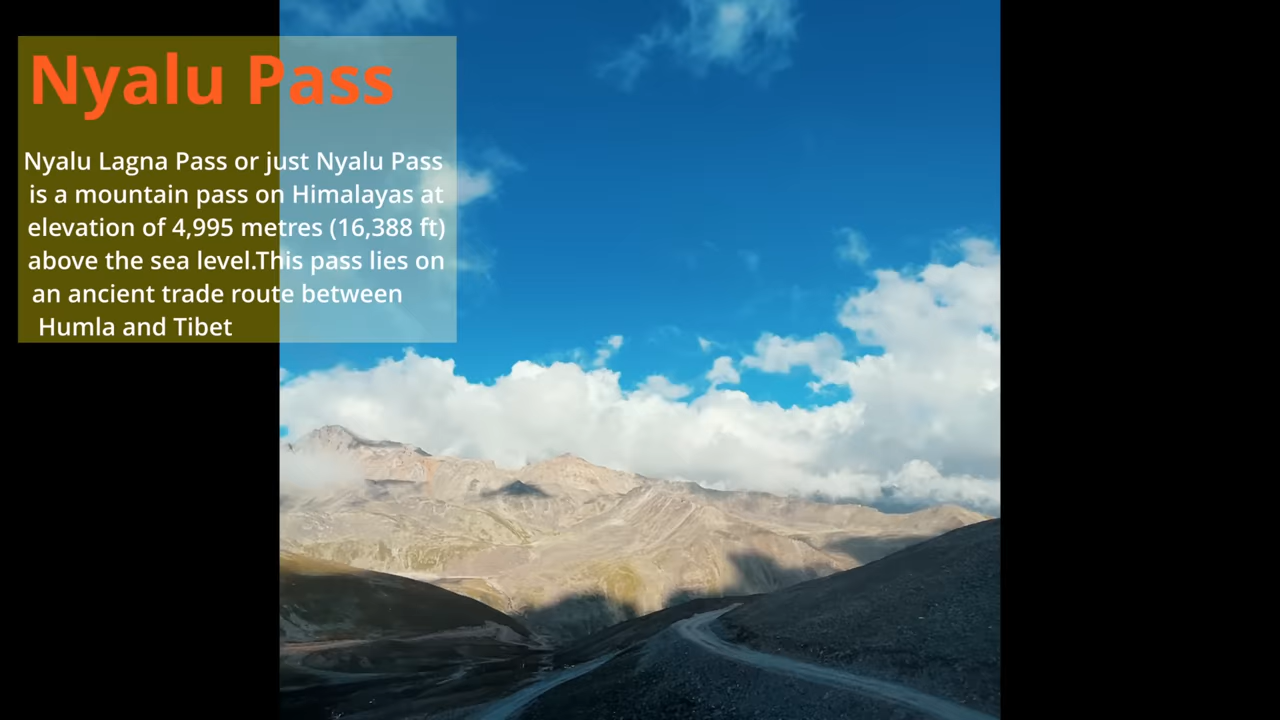 Nyalu Pass
Nyalu Lagna Pass or just Nyalu Pass
is a mountain pass on Himalayas at
elevation of 4,995 metres (16,388 ft)
above the sea level.This pass lies on
an ancient trade route between
Humla and Tibet